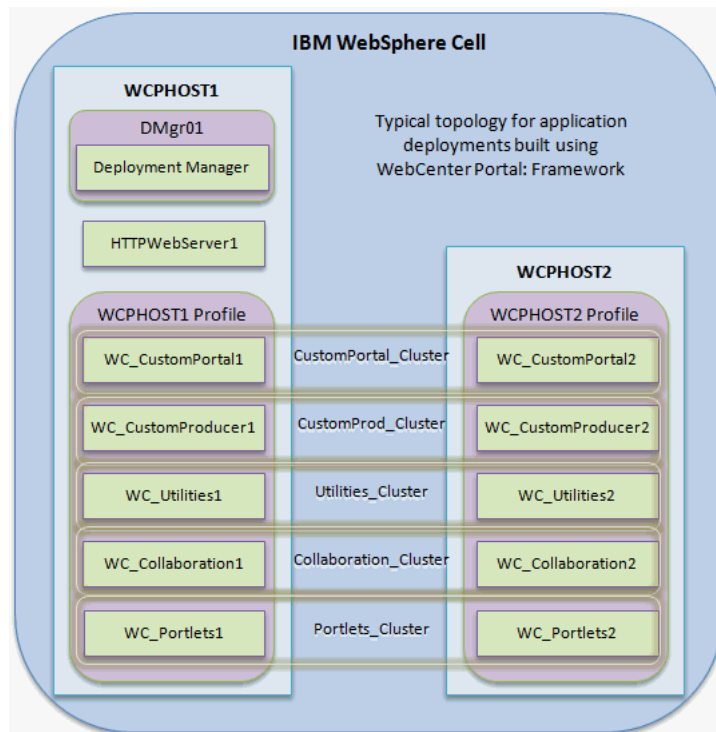 IBM WebSphere Cell
WCPHOST1
DMgr01
Deployment Manager
HTTPWebServer1
Typical topology for application
deployments built using
WebCenter Portal: Framework
WCPHOST2
WCPHOST1 Profile
WCPHOST2 Profile
WC_CustomPortal1
CustomPortal_Cluster
WC_CustomPortal2
WC_CustomProducer1
CustomProd_Cluster
WC_CustomProducer2
WC_Utilities1
Utilities_Cluster
WC_Utilities2
WC_Collaboration1
Collaboration_Cluster
WC_Collaboration2
WC_Portlets1
Portlets_Cluster
WC_Portlets2